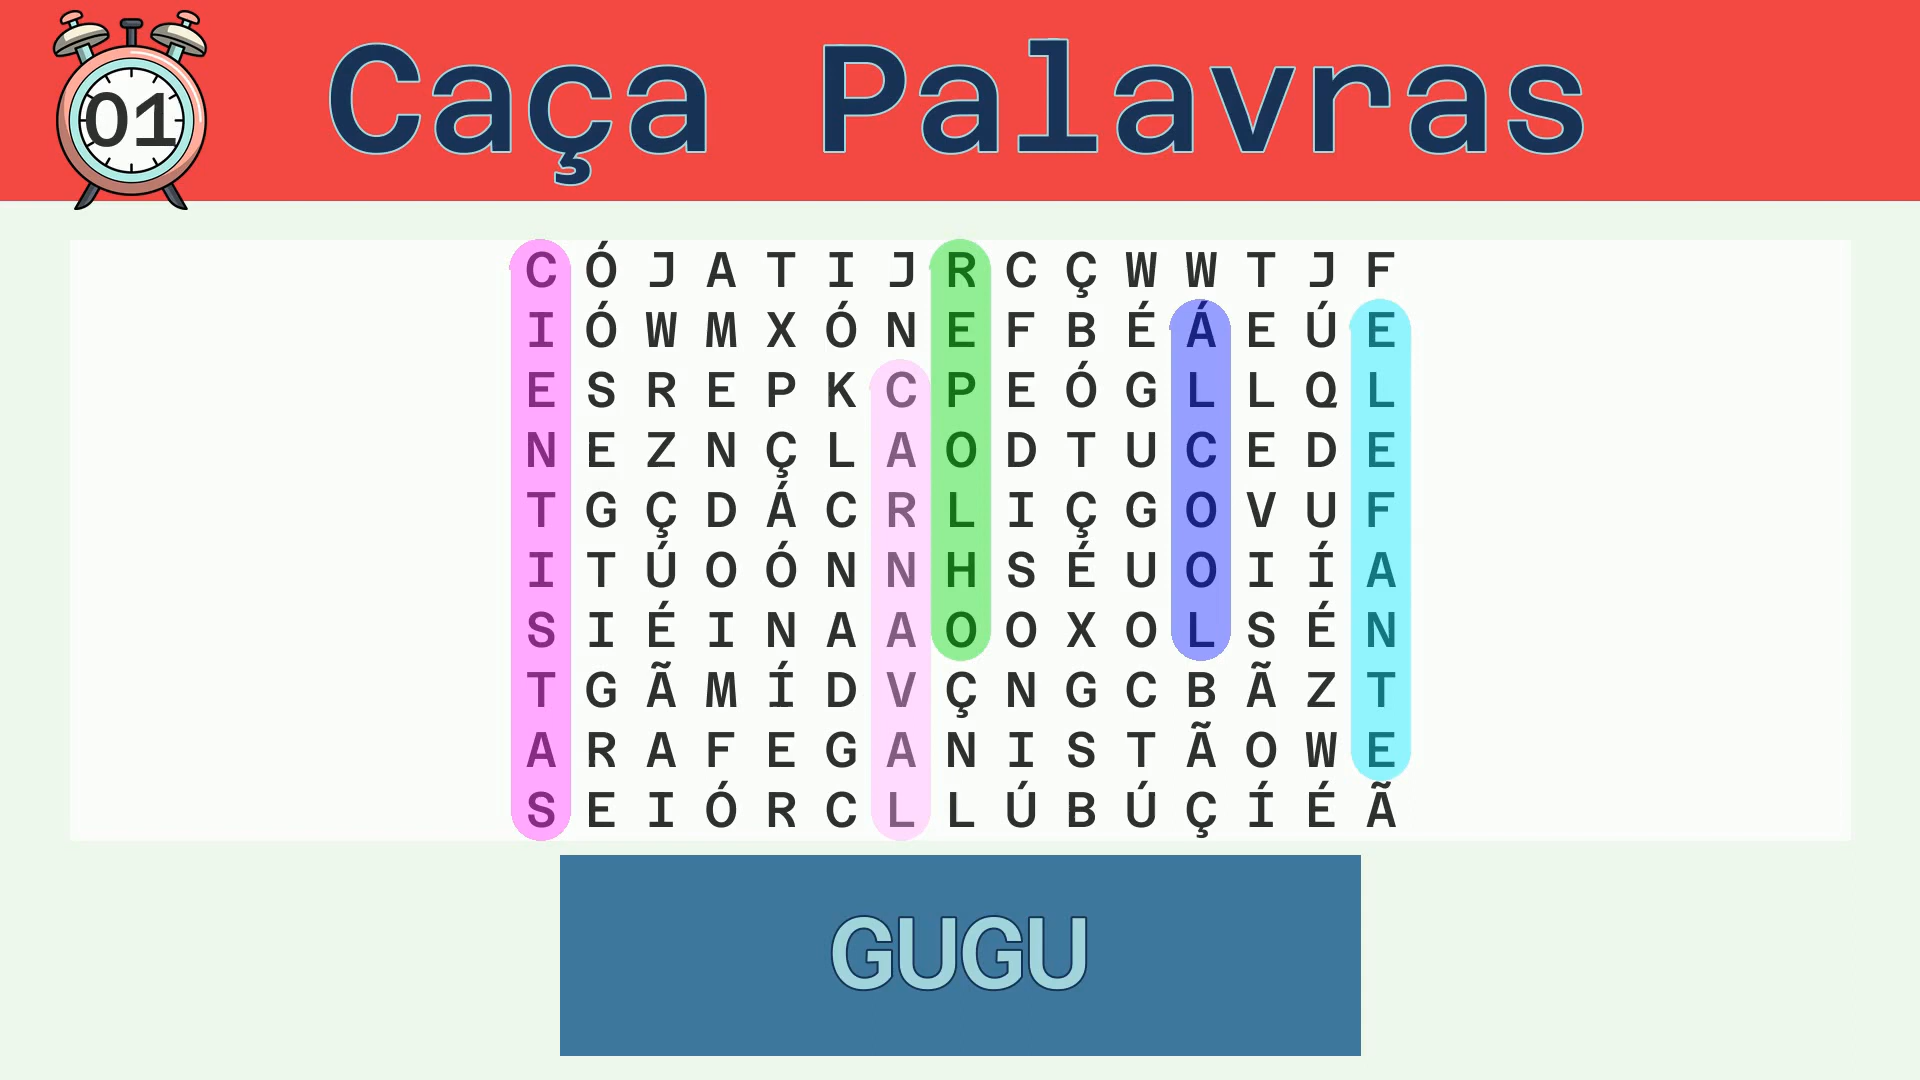 01
Caça Palavras
C Ó J A T I J R C Ç W W T J F
I Ó W M X Ó N E F B É Á E Ú E
E S R E P K C P E Ó G L L Q L
N E Z N Ç L A O D T U C E D E
T G Ç D Á C R L I Ç G O V U F
I T Ú O Ó N N H S É U O I Í A
S I É I N A A O O X O L S É N
T G Ã M Í D V Ç N G C B Ã Z T
A R A F E G A N I S T Ã O W E
S E I Ó R C L L Ú B Ú Ç Í É Ã
GUGU